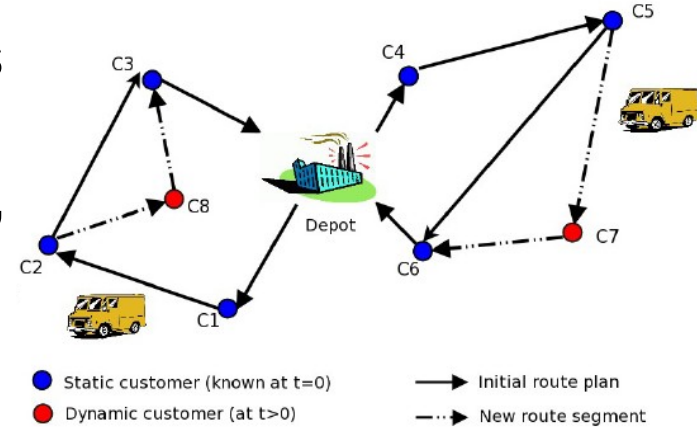 C5
C4
C3
C8
Depot
C7
C2
C6
C1
Static customer (known at t=0)
Initial route plan
Dynamic customer (at t>0)
New route segment